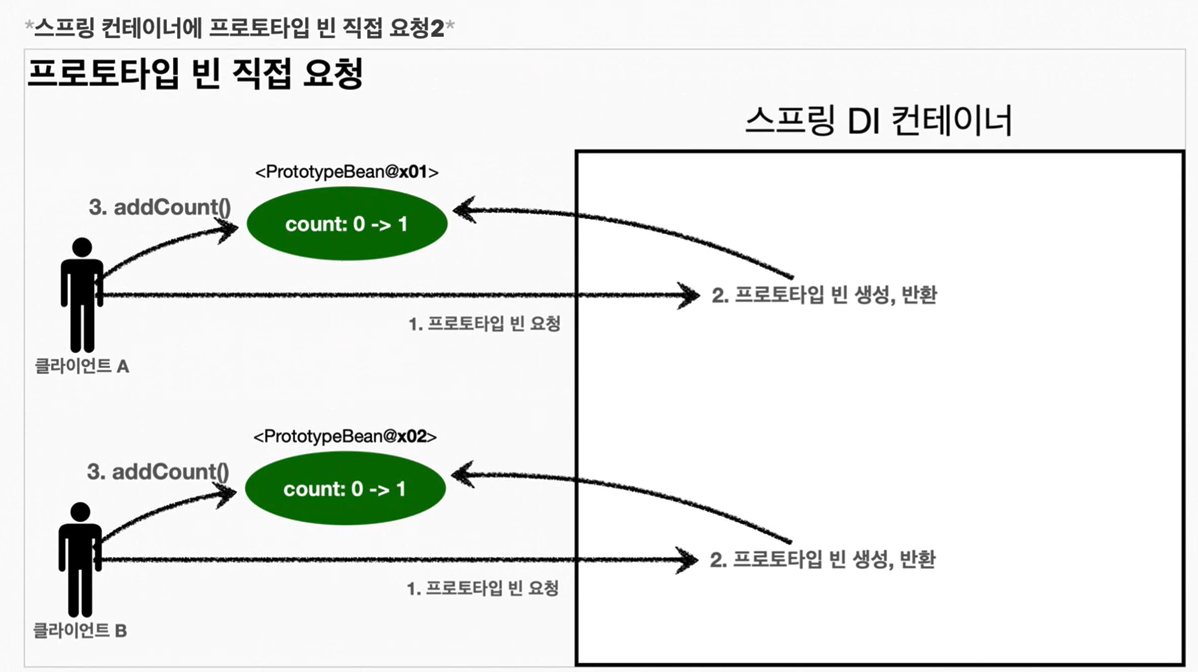 *스프링 컨테이너에 프로토타입 빈 직접 요청2*
프로토타입 빈 직접 요청
스프링 DI 컨테이너
<PrototypeBean@x01>
3. addCount()
count: 0 -> 1
2. 프로토타입 빈 생성, 반환
1. 프로토타입 빈 요청
클라이언트 A
<PrototypeBean@x02>
3. addCount()
count: 0 -> 1
2. 프로토타입 빈 생성, 반환
1. 프로토타입 빈 요청
클라이언트 B